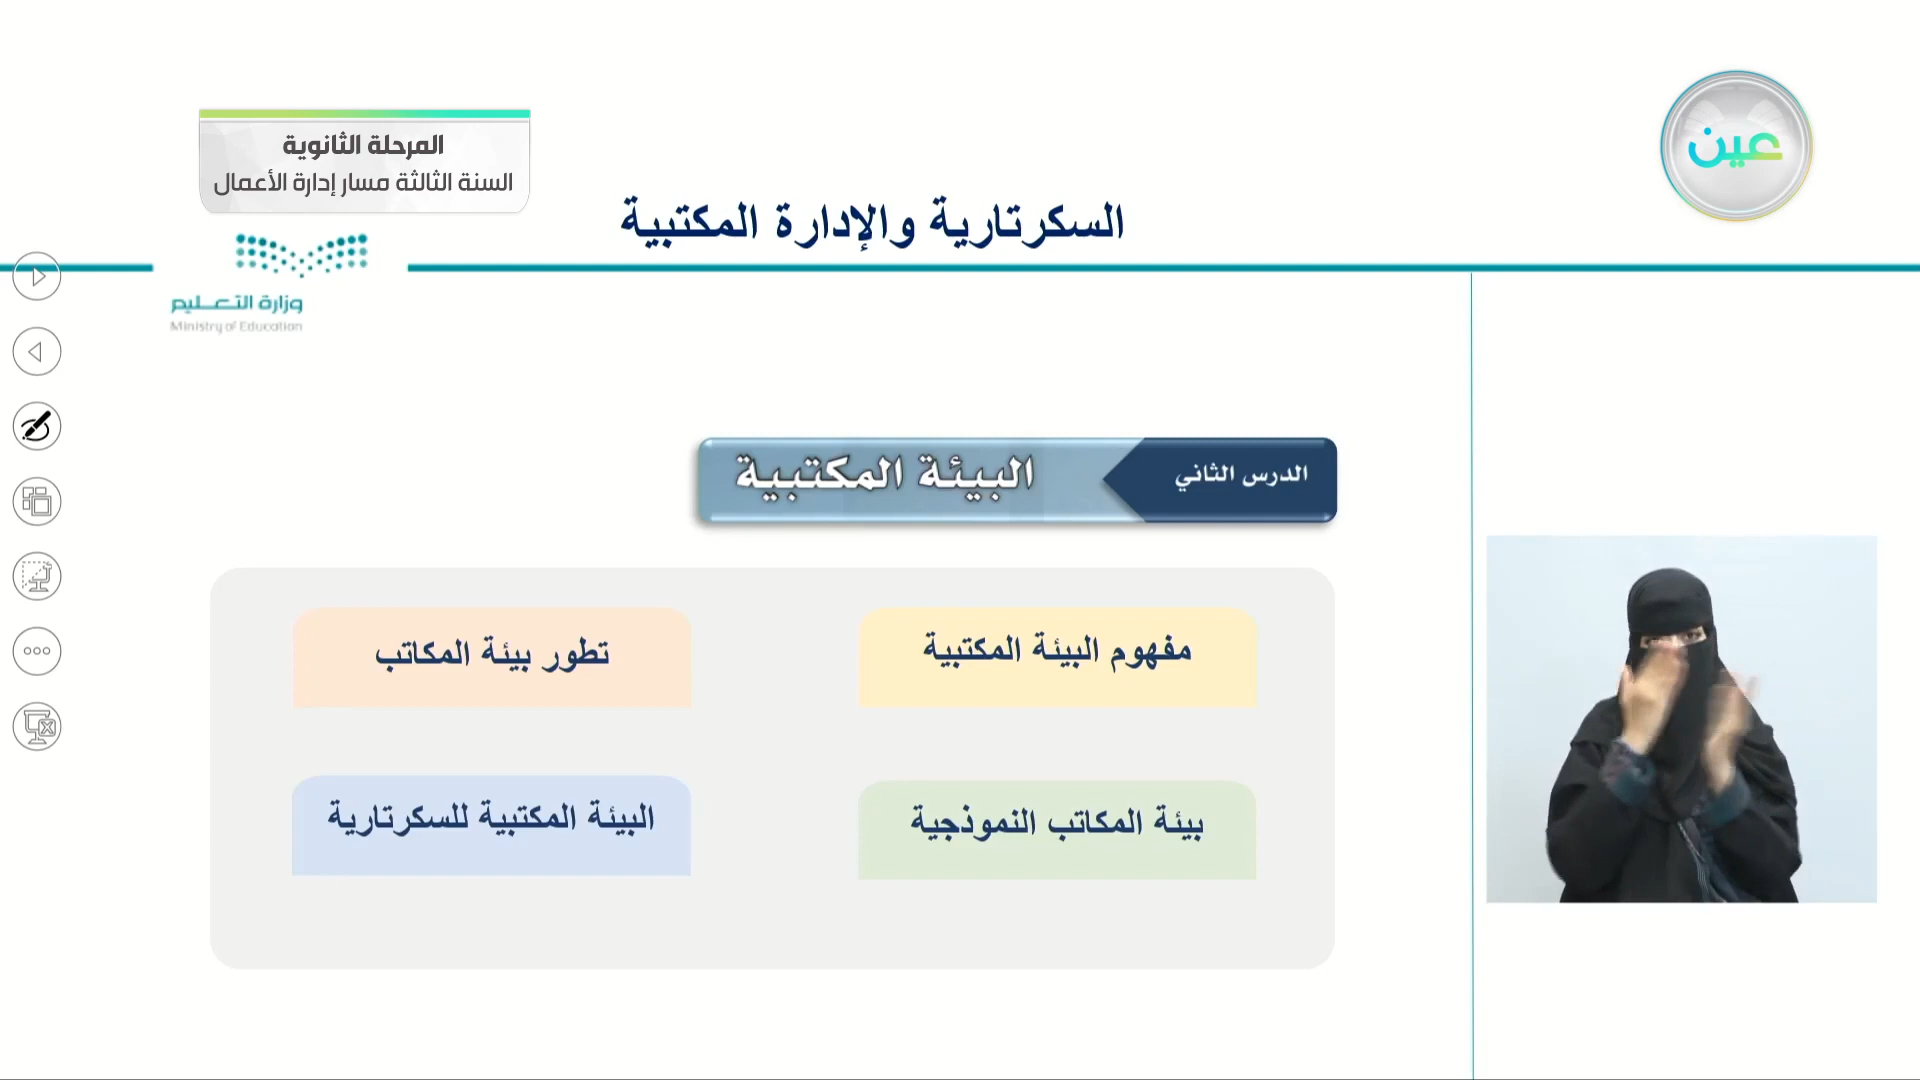 المرحلة الثانوية
السنة الثالثة مسار إدارة الأعمال
عين
السكرتارية والإدارة المكتبية
وزارة التعليم
Ministry of Education
الدرس الثاني
البيئة المكتبية
مفهوم البيئة المكتبية
تطور بيئة المكاتب
بيئة المكاتب النموذجية
البيئة المكتبية للسكرتارية